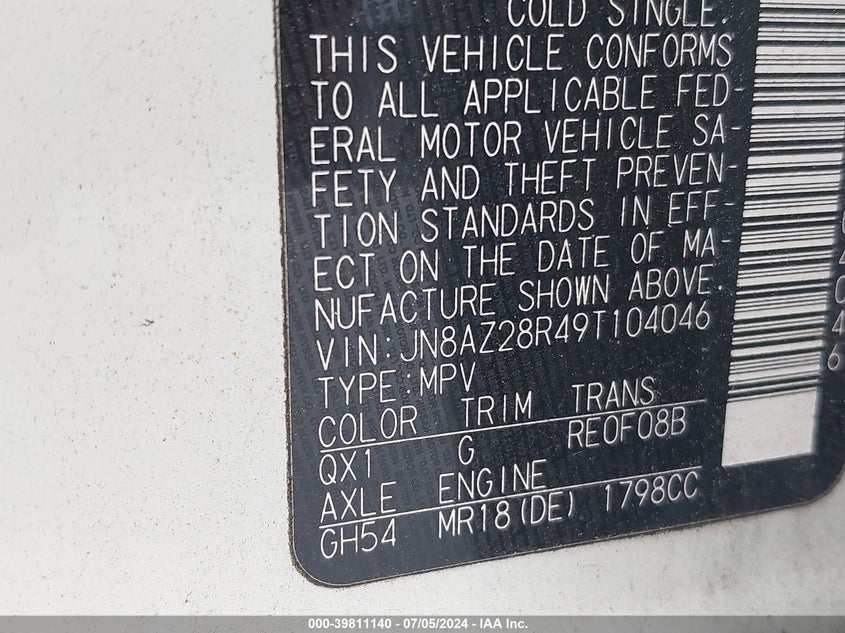 COLD SINGLE.
THIS VEHICLE CONFORMS
TO ALL APPLICABLE FED-
ERAL MOTOR VEHICLE SA-
FETY AND THEFT PREVEN-
TION STANDARDS IN EFF-
ECT ON THE DATE OF MA-
NUFACTURE SHOWN ABOVE.
VIN:JN8AZ28R49T104046
TYPE:MPV
COLOR TRIM TRANS
QX1 G RE0F08B
AXLE ENGINE
GH54 MR18(DE) 1798CC
4046
000-39811140 - 07/05/2024 - IAA Inc.